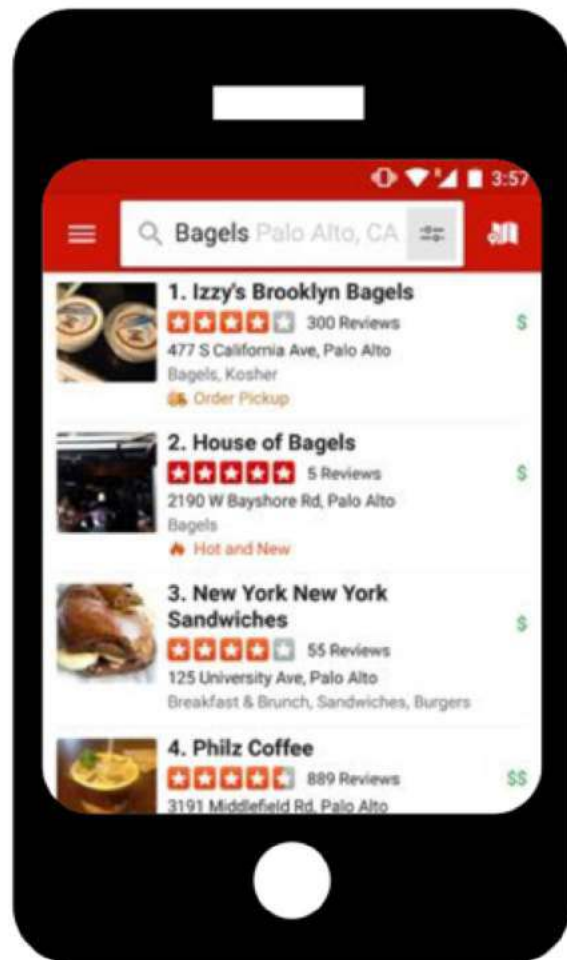 3:57
Bagels Palo Alto, CA
1. Izzy's Brooklyn Bagels
300 Reviews $
477 S California Ave, Palo Alto
Bagels, Kosher
Order Pickup
2. House of Bagels
5 Reviews $
2190 W Bayshore Rd, Palo Alto
Bagels
Hot and New
3. New York New York
Sandwiches
$
55 Reviews
125 University Ave, Palo Alto
Breakfast & Brunch, Sandwiches, Burgers
4. Philz Coffee
889 Reviews $$
3191 Middlefield Rd, Palo Alto